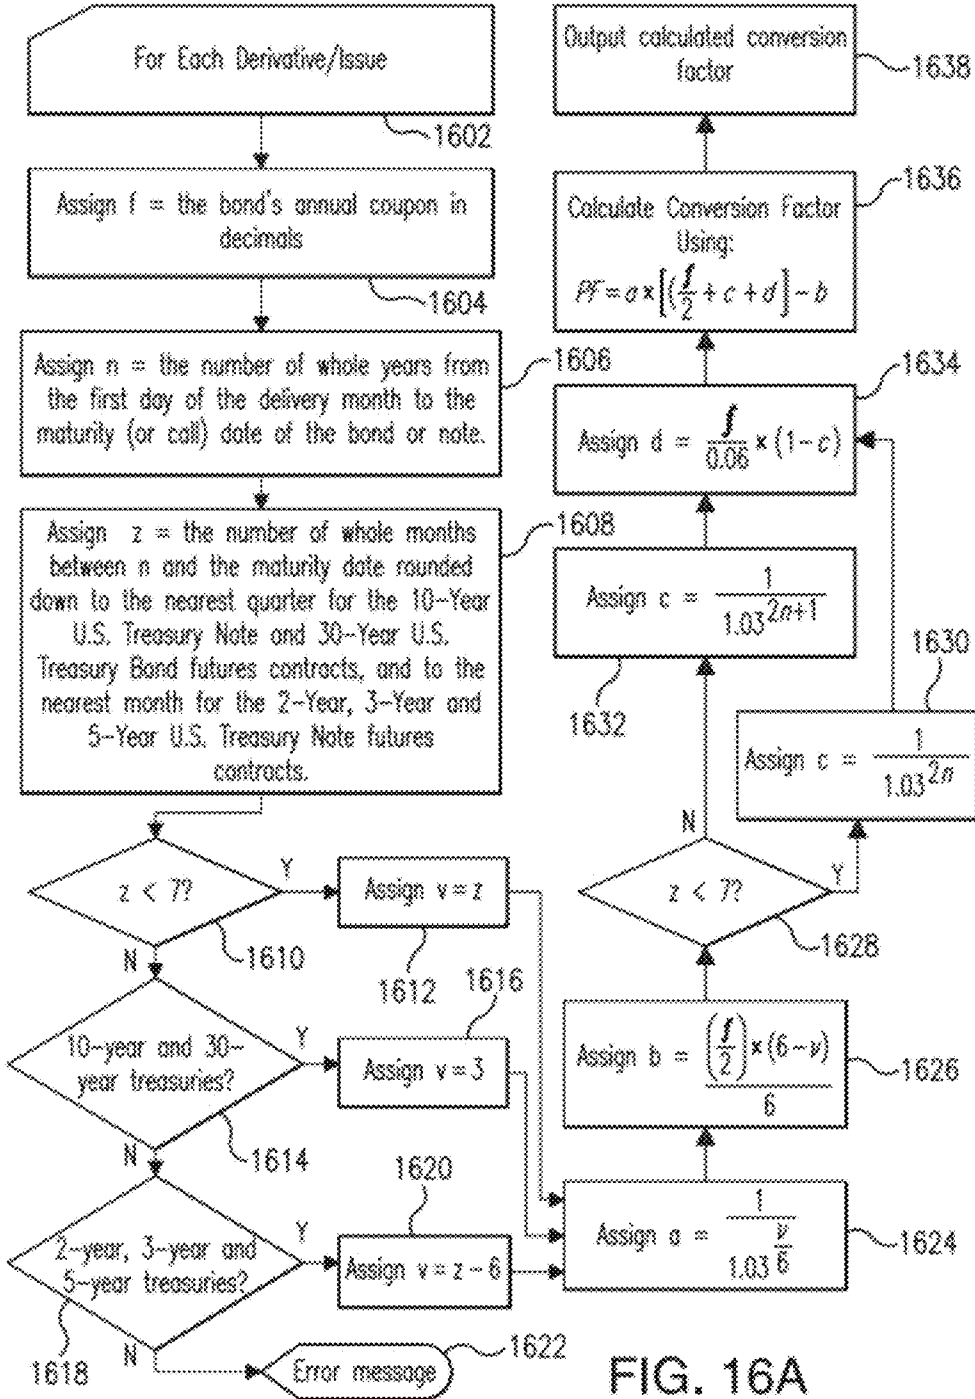 For Each Derivative/Issue
1602
Assign f = the bond's annual coupon in
decimals
1604
Assign n = the number of whole years from
the first day of the delivery month to the
maturity (or call) date of the bond or note.
1606
Assign z = the number of whole months
between n and the maturity date rounded
down to the nearest quarter for the 10-Year
U.S. Treasury Note and 30-Year U.S.
Treasury Bond futures contracts, and to the
nearest month for the 2-Year, 3-Year and
5-Year U.S. Treasury Note futures
contracts.
1608
z < 7?
Y
N
1610
Assign v = z
1612
10-year and 30-
year treasuries?
Y
N
1614
Assign v = 3
1616
2-year, 3-year and
5-year treasuries?
Y
N
1618
Assign v = z - 6
1620
Error message
1622
Assign a = 1 / 1.03^(v/6)
1624
Assign b = ((f/2) × (6-v)) / 6
1626
z < 7?
Y
N
1628
Assign c = 1 / 1.03^(2n)
1630
Assign c = 1 / 1.03^(2n+1)
1632
Assign d = f/0.06 × (1-c)
1634
Calculate Conversion Factor
Using:
PF = a × [(f/2 + c + d] - b
1636
Output calculated conversion
factor
1638
FIG. 16A